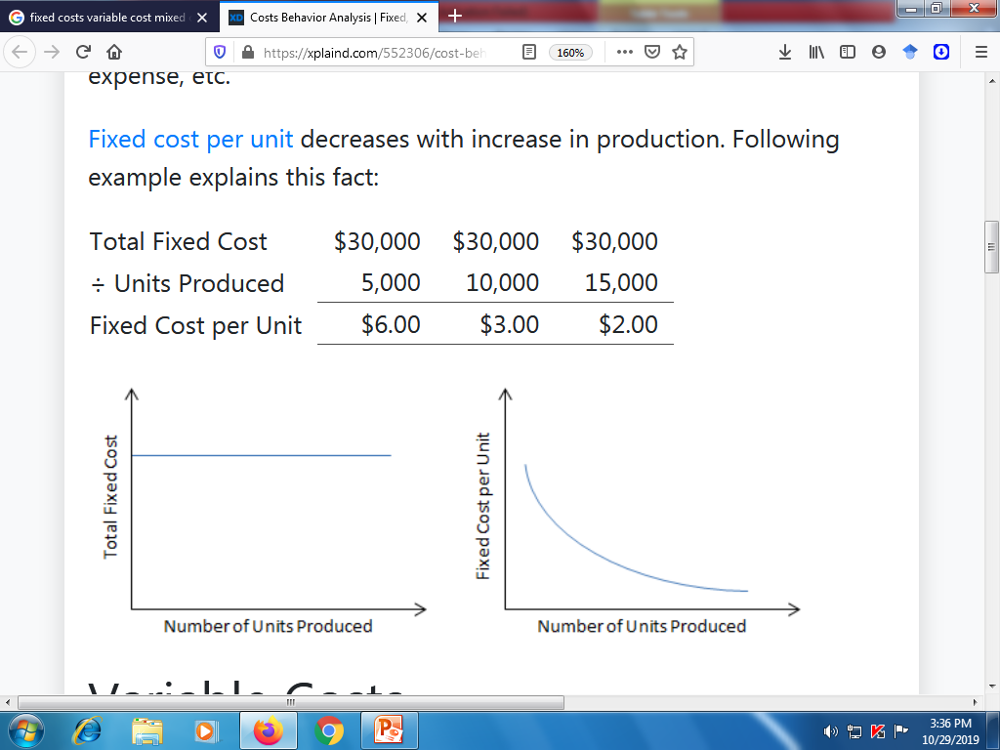 fixed costs variable cost mixed
Costs Behavior Analysis | Fixed,
https://xplaind.com/552306/cost-beh
160%
expense, etc.
Fixed cost per unit decreases with increase in production. Following
example explains this fact:
Total Fixed Cost $30,000 $30,000 $30,000
÷ Units Produced 5,000 10,000 15,000
Fixed Cost per Unit $6.00 $3.00 $2.00
Total Fixed Cost
Number of Units Produced
Fixed Cost per Unit
Number of Units Produced
Variable Costs
3:36 PM
10/29/2019